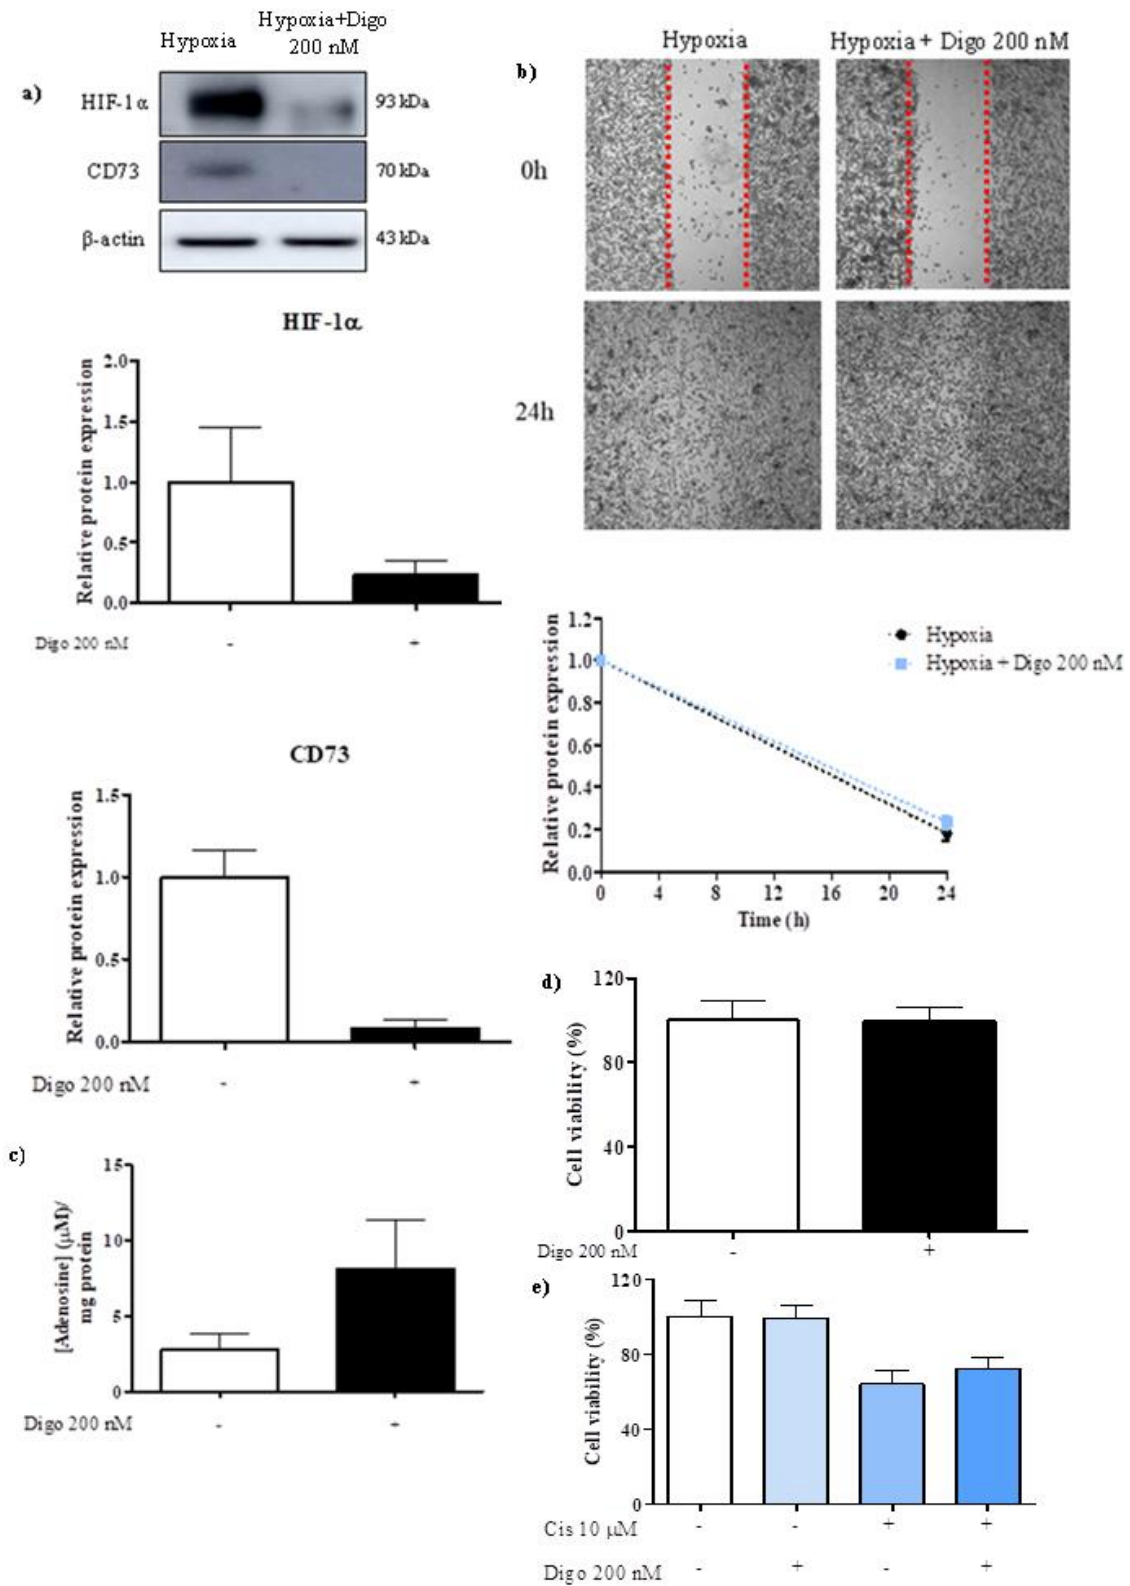 a)
Hypoxia
Hypoxia+Digo
200 nM
HIF-1α
93 kDa
CD73
70 kDa
β-actin
43 kDa
HIF-1α
Relative protein expression
2.0
1.5
1.0
0.5
0.0
Digo 200 nM
-
+
CD73
Relative protein expression
1.5
1.0
0.5
0.0
Digo 200 nM
-
+
b)
Hypoxia
Hypoxia + Digo 200 nM
0h
24h
Relative protein expression
1.2
1.0
0.8
0.6
0.4
0.2
0.0
0 4 8 12 16 20 24
Time (h)
Hypoxia
Hypoxia + Digo 200 nM
c)
[Adenosine] (μM)/
mg protein
15
10
5
0
Digo 200 nM
-
+
d)
Cell viability (%)
120
80
40
0
Digo 200 nM
-
+
e)
Cell viability (%)
120
80
40
0
Cis 10 μM - - + +
Digo 200 nM - + - +